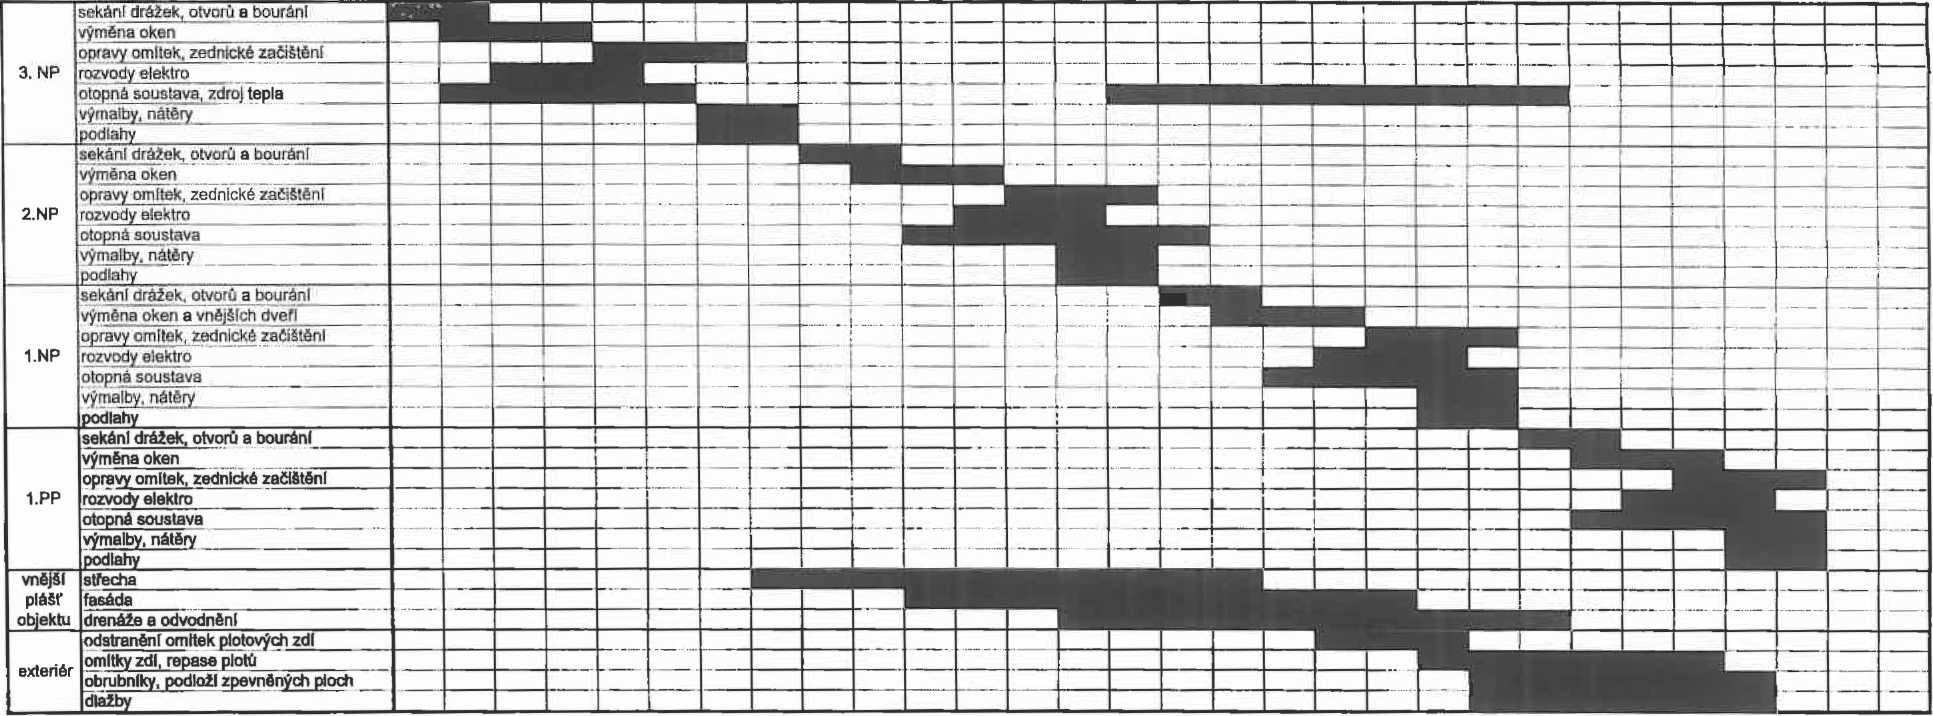 3. NP
sekání drážek, otvorů a bourání
výměna oken
opravy omítek, zednické začištění
rozvody elektro
otopná soustava, zdroj tepla
výmalby, nátěry
podlahy
2.NP
sekání drážek, otvorů a bourání
výměna oken
opravy omítek, zednické začištění
rozvody elektro
otopná soustava
výmalby, nátěry
podlahy
1.NP
sekání drážek, otvorů a bourání
výměna oken a vnějších dveří
opravy omítek, zednické začištění
rozvody elektro
otopná soustava
výmalby, nátěry
podlahy
1.PP
sekání drážek, otvorů a bourání
výměna oken
opravy omítek, zednické začištění
rozvody elektro
otopná soustava
výmalby, nátěry
podlahy
vnější
plášť
objektu
střecha
fasáda
drenáže a odvodnění
exteriér
odstranění omítek plotových zdí
omítky zdí, repase plotů
obrubníky, podloží zpevněných ploch
dlažby